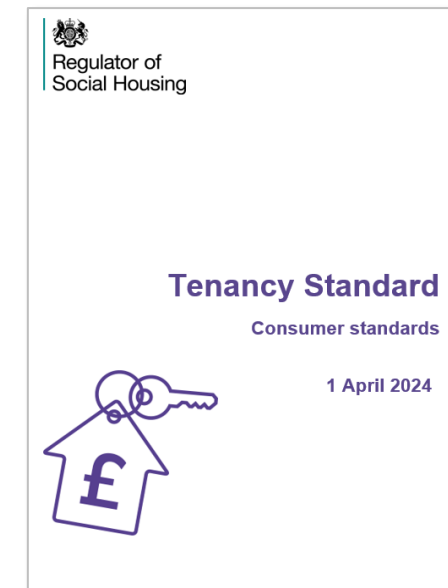 Regulator of
Social Housing
Tenancy Standard
Consumer standards
1 April 2024
£